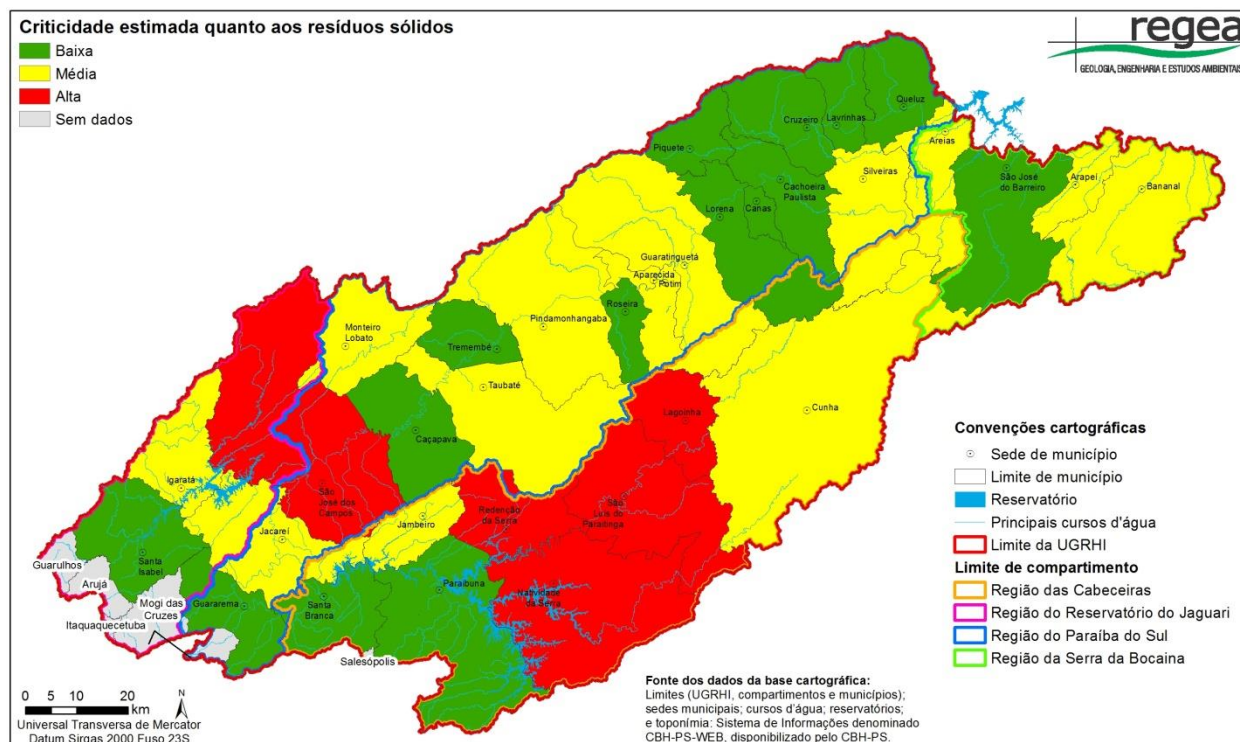 Criticidade estimada quanto aos resíduos sólidos
Baixa
Média
Alta
Sem dados
regea
GEOLOGIA, ENGENHARIA E ESTUDOS AMBIENTAIS
Queluz
Lavrinhas
Cruzeiro
Areias
Piquete
Silveiras
São José
do Barreiro
Arapeí
Bananal
Cachoeira
Paulista
Canas
Lorena
Guaratinguetá
Aparecida
Potim
Roseira
Pindamonhangaba
Monteiro
Lobato
Tremembé
Taubaté
Cunha
Lagoinha
Caçapava
São
José dos
Campos
Igaratá
Redenção
da Serra
São
Luis do
Paraitinga
Jambeiro
Jacareí
Santa
Isabel
Guarulhos
Arujá
Mogi das
Cruzes
Itaquaquecetuba
Guararema
Santa
Branca
Paraibuna
Natividade
da Serra
Salesópolis
Convenções cartográficas
Sede de município
Limite de município
Reservatório
Principais cursos d'água
Limite da UGRHI
Limite de compartimento
Região das Cabeceiras
Região do Reservatório do Jaguari
Região do Paraíba do Sul
Região da Serra da Bocaina
0 5 10 20
km
N
Universal Transversa de Mercator
Datum Sirgas 2000 Fuso 23S
Fonte dos dados da base cartográfica:
Limites (UGRHI, compartimentos e municípios);
sedes municipais; cursos d'água; reservatórios;
e toponímia: Sistema de Informações denominado
CBH-PS-WEB, disponibilizado pelo CBH-PS.